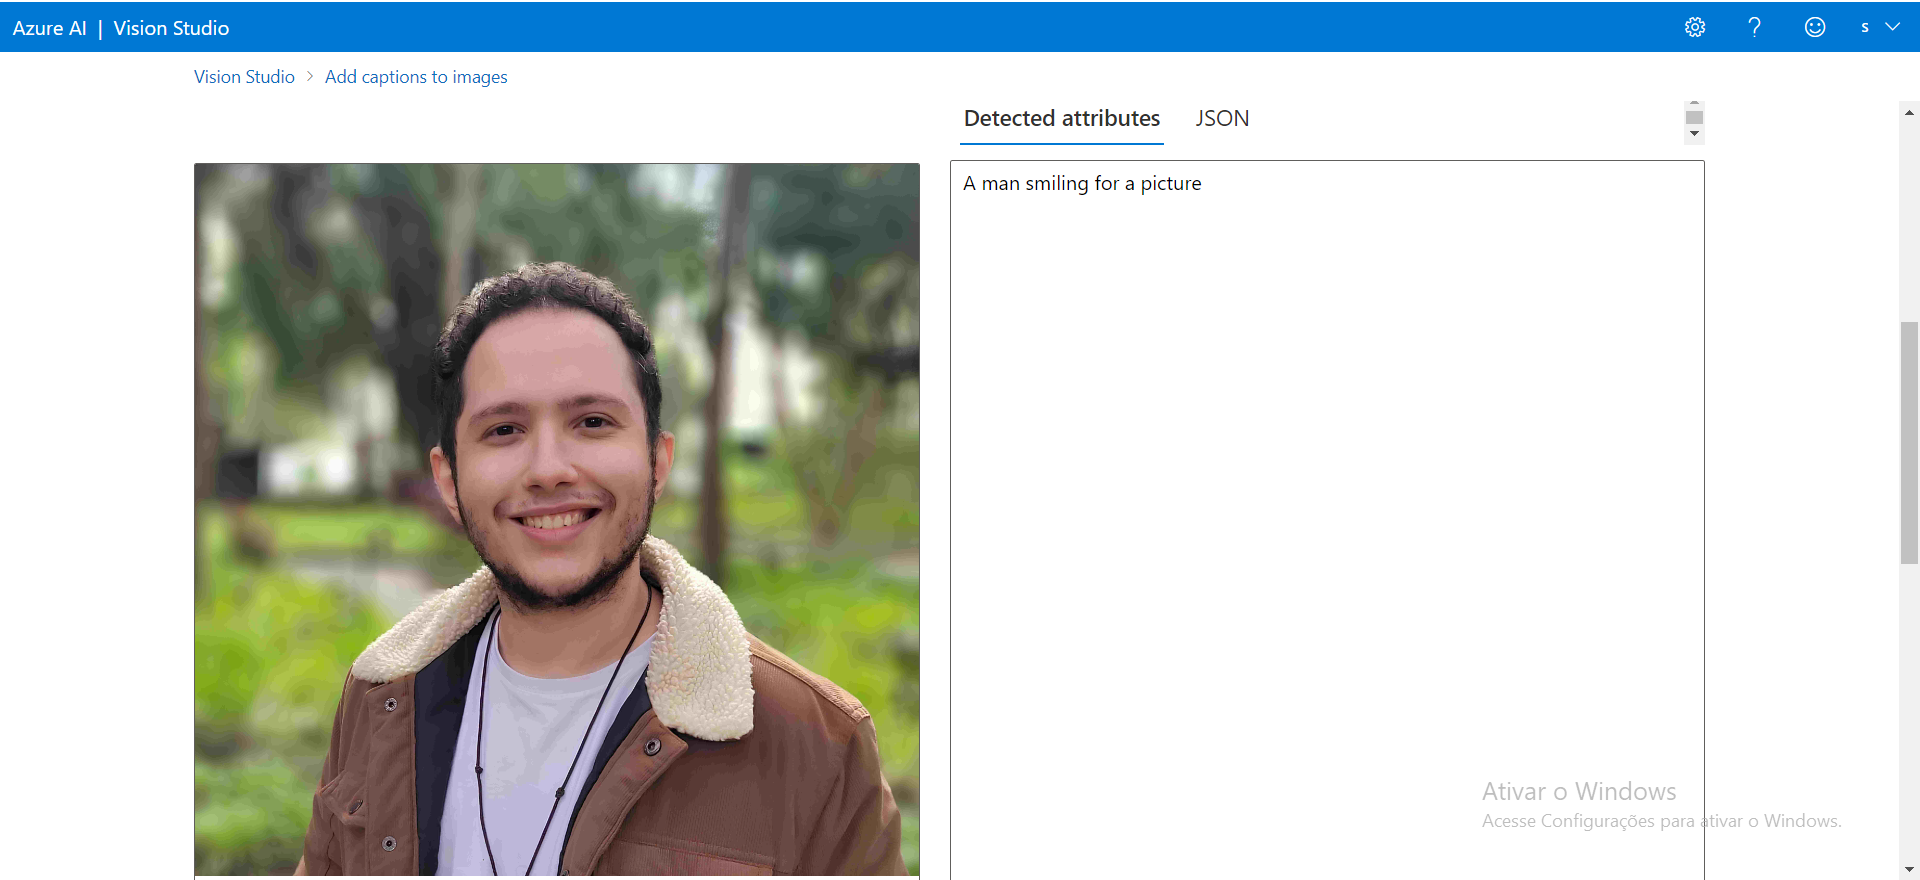 Azure AI | Vision Studio
s
Vision Studio > Add captions to images
Detected attributes JSON
A man smiling for a picture
Ativar o Windows
Acesse Configurações para ativar o Windows.